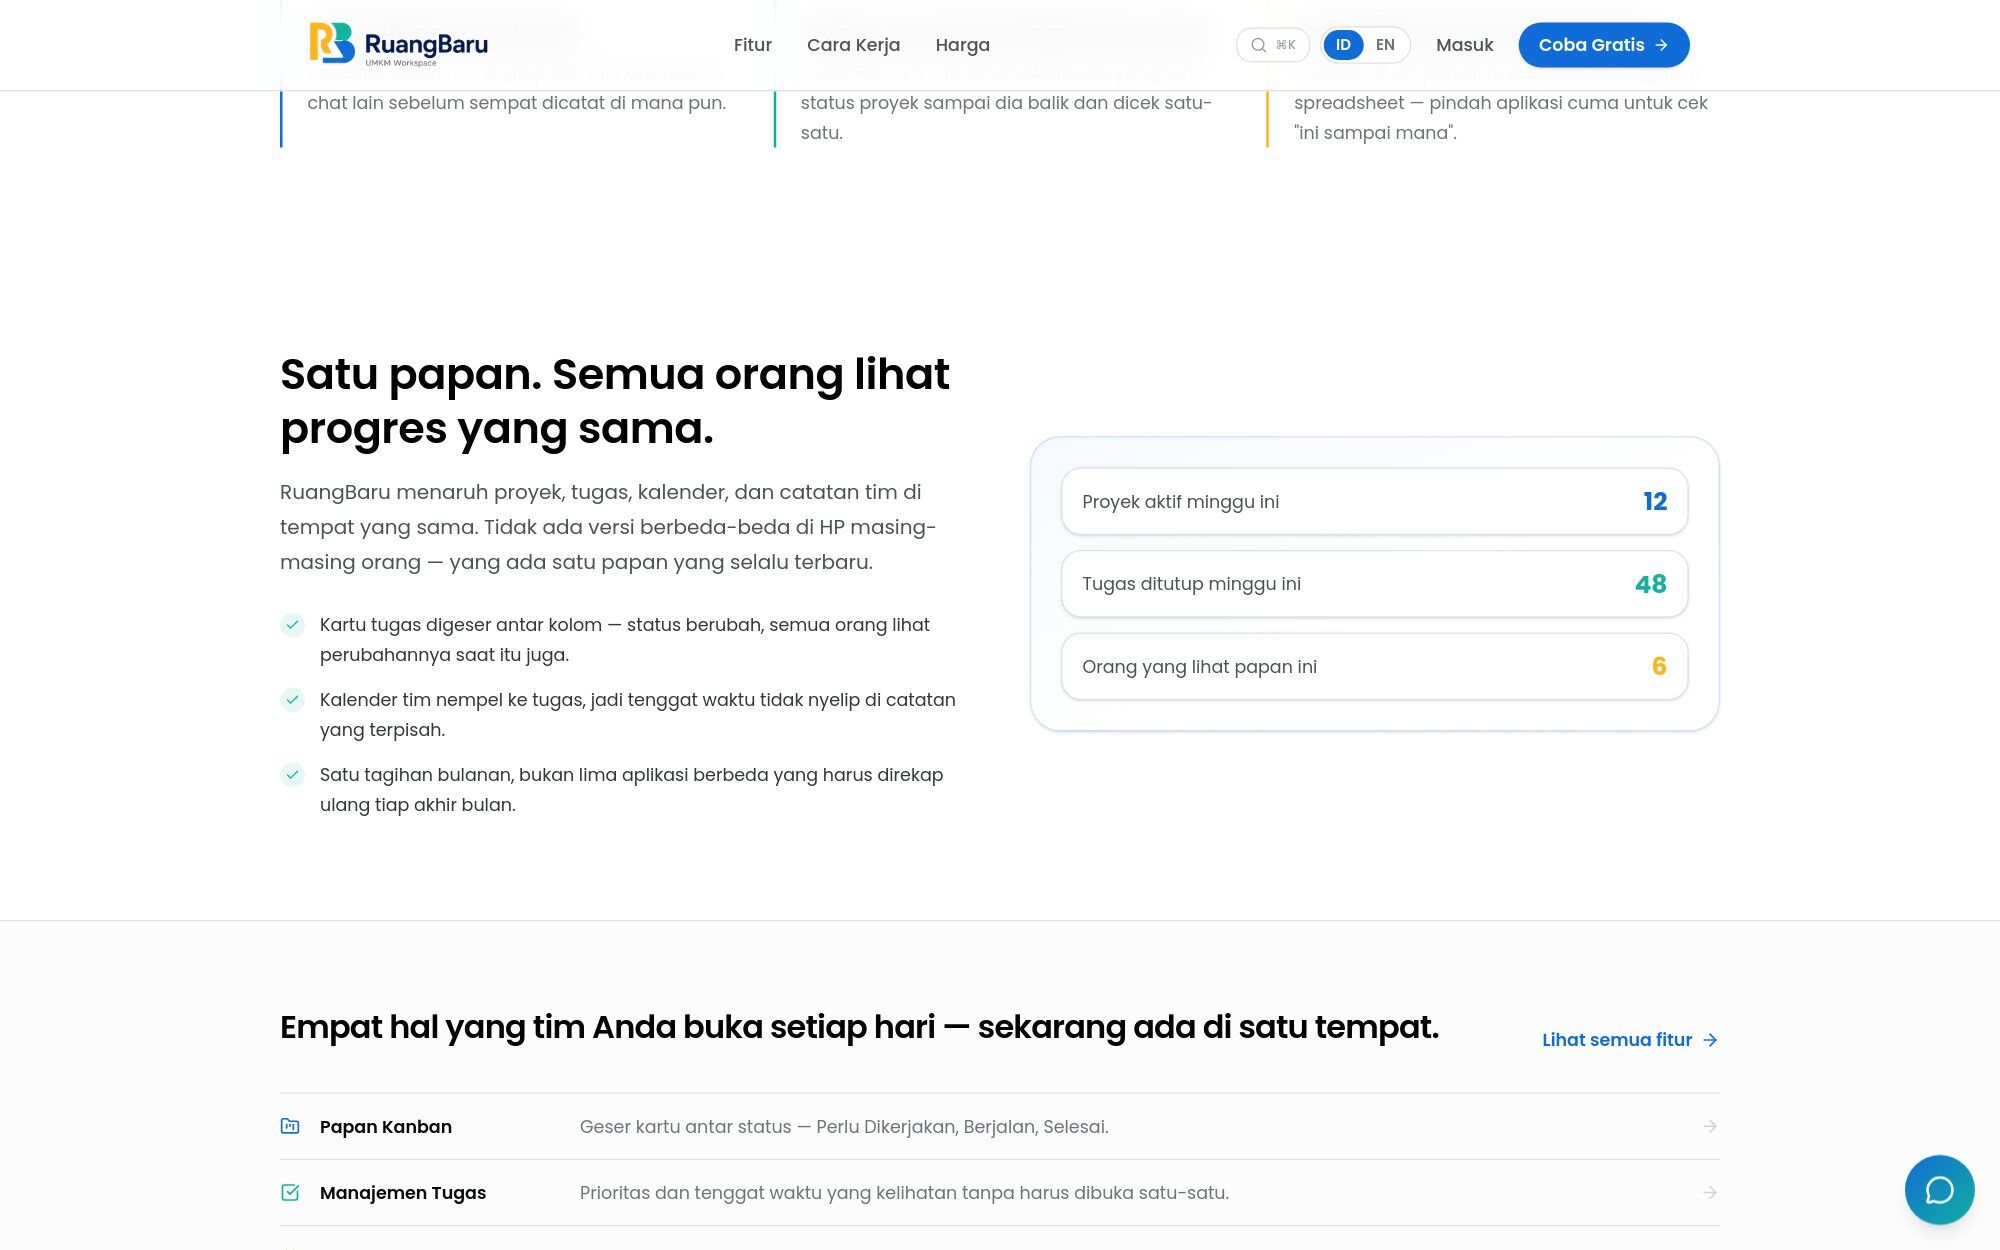 RuangBaru
UMKM Workspace
Fitur
Cara Kerja
Harga
⌘K
ID
EN
Masuk
Coba Gratis
chat lain sebelum sempat dicatat di mana pun.
status proyek sampai dia balik dan dicek satu-
satu.
spreadsheet — pindah aplikasi cuma untuk cek
"ini sampai mana".
Satu papan. Semua orang lihat
progres yang sama.
RuangBaru menaruh proyek, tugas, kalender, dan catatan tim di
tempat yang sama. Tidak ada versi berbeda-beda di HP masing-
masing orang — yang ada satu papan yang selalu terbaru.
Kartu tugas digeser antar kolom — status berubah, semua orang lihat
perubahannya saat itu juga.
Kalender tim nempel ke tugas, jadi tenggat waktu tidak nyelip di catatan
yang terpisah.
Satu tagihan bulanan, bukan lima aplikasi berbeda yang harus direkap
ulang tiap akhir bulan.
Proyek aktif minggu ini
12
Tugas ditutup minggu ini
48
Orang yang lihat papan ini
6
Empat hal yang tim Anda buka setiap hari — sekarang ada di satu tempat.
Lihat semua fitur
Papan Kanban
Geser kartu antar status — Perlu Dikerjakan, Berjalan, Selesai.
Manajemen Tugas
Prioritas dan tenggat waktu yang kelihatan tanpa harus dibuka satu-satu.